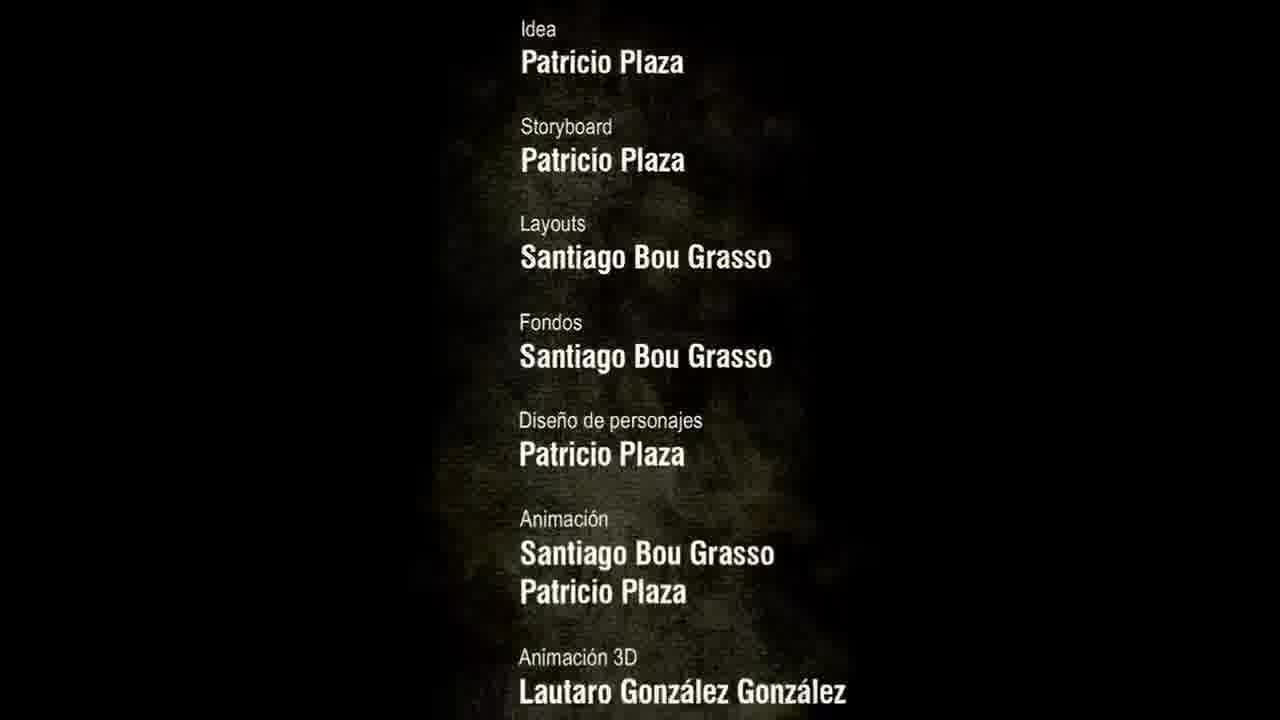 Idea
Patricio Plaza
Storyboard
Patricio Plaza
Layouts
Santiago Bou Grasso
Fondos
Santiago Bou Grasso
Diseño de personajes
Patricio Plaza
Animación
Santiago Bou Grasso
Patricio Plaza
Animación 3D
Lautaro González González